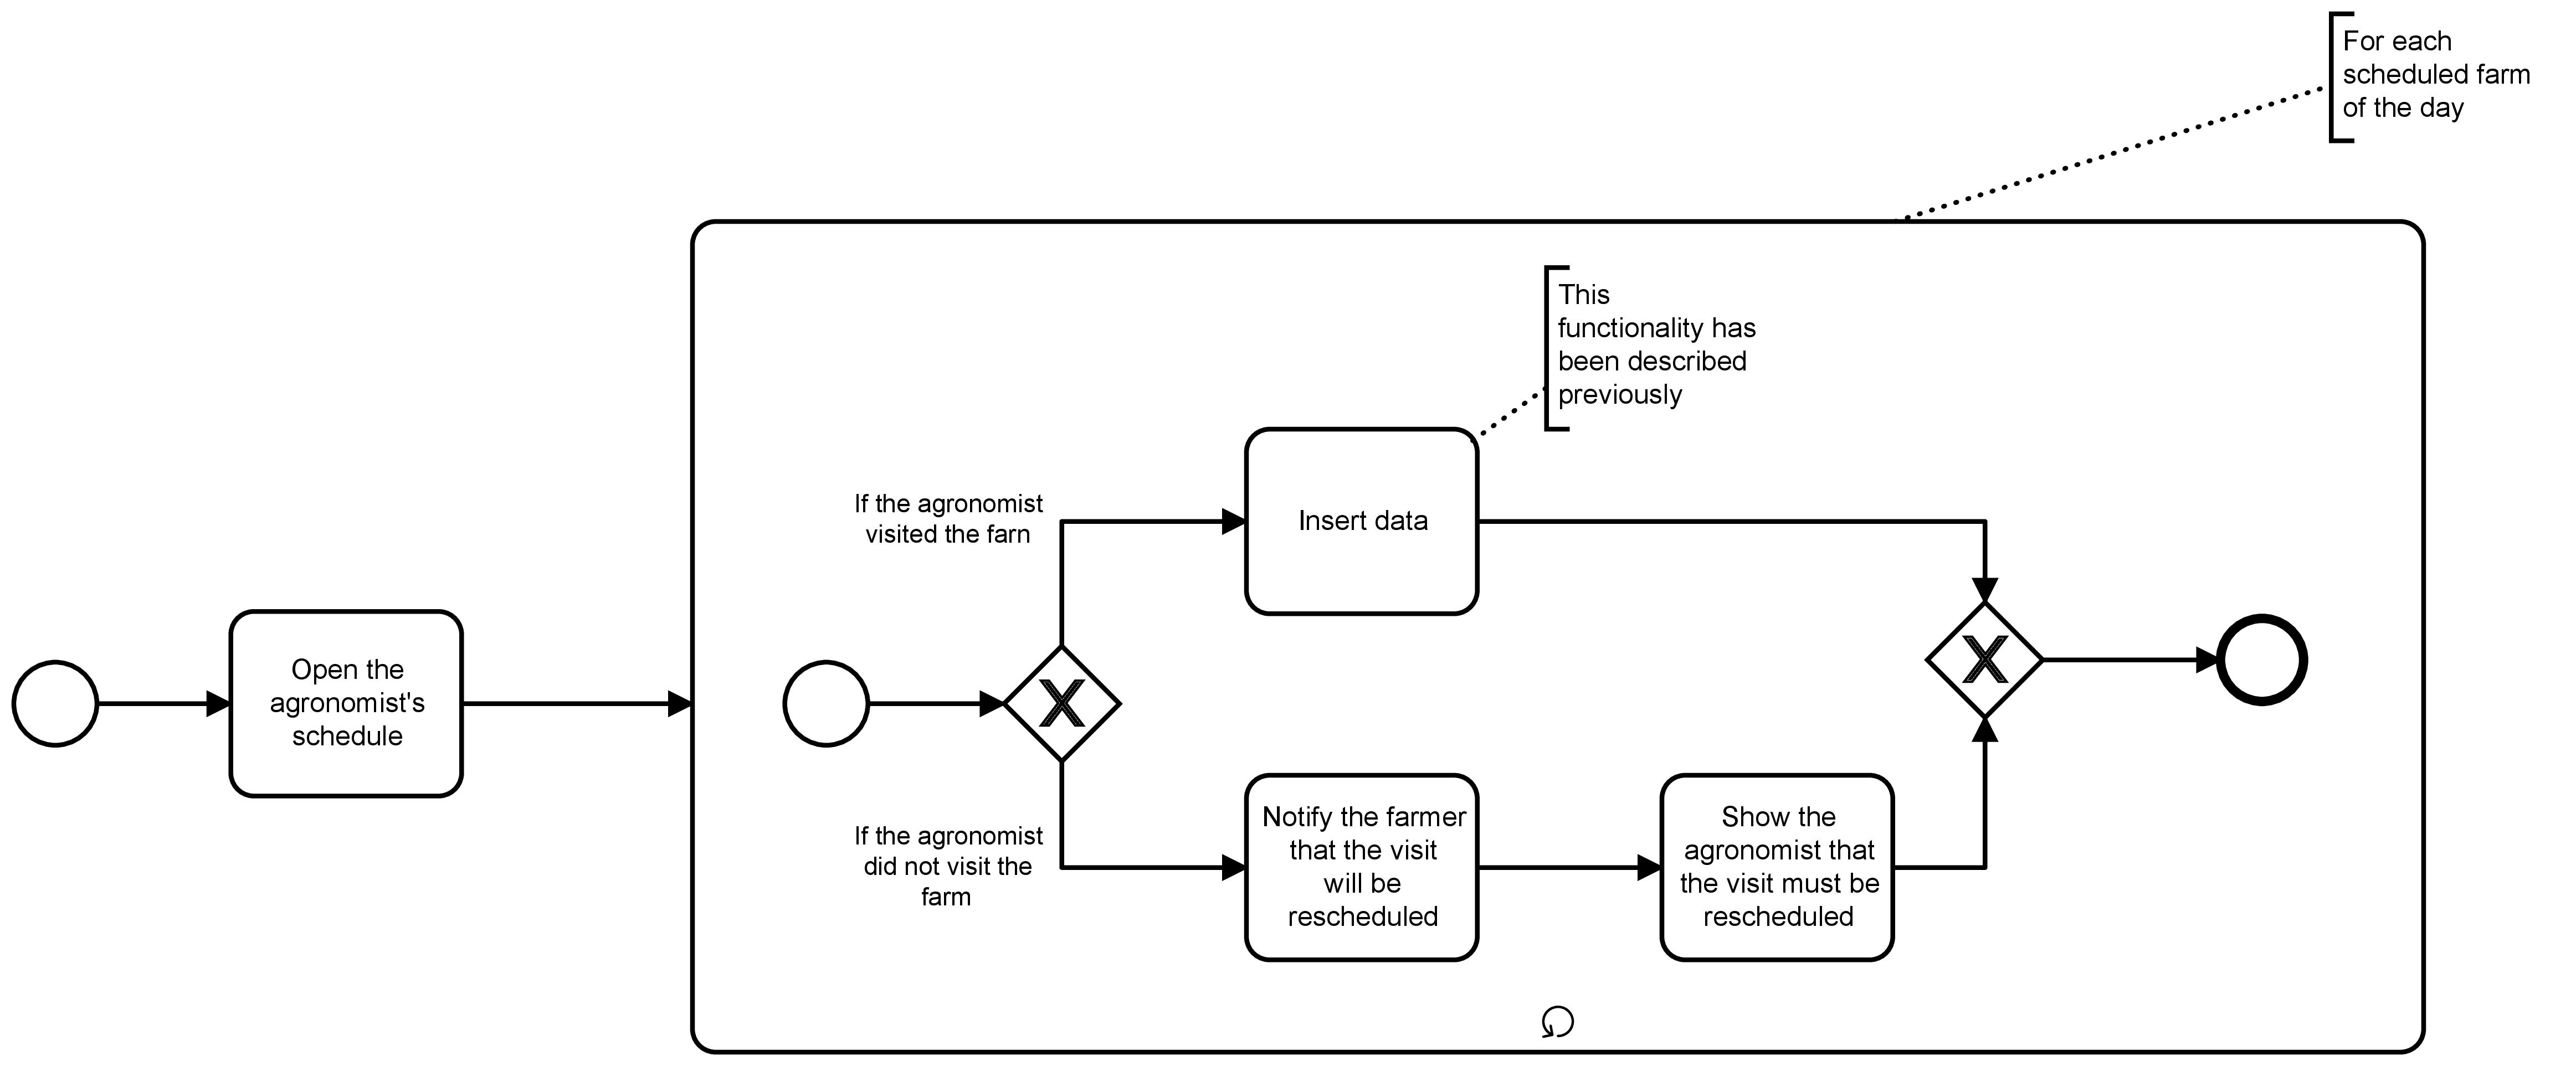 For each
scheduled farm
of the day
This
functionality has
been described
previously
If the agronomist
visited the farn
Insert data
Open the
agronomist's
schedule
X
X
If the agronomist
did not visit the
farm
Notify the farmer
that the visit
will be
rescheduled
Show the
agronomist that
the visit must be
rescheduled